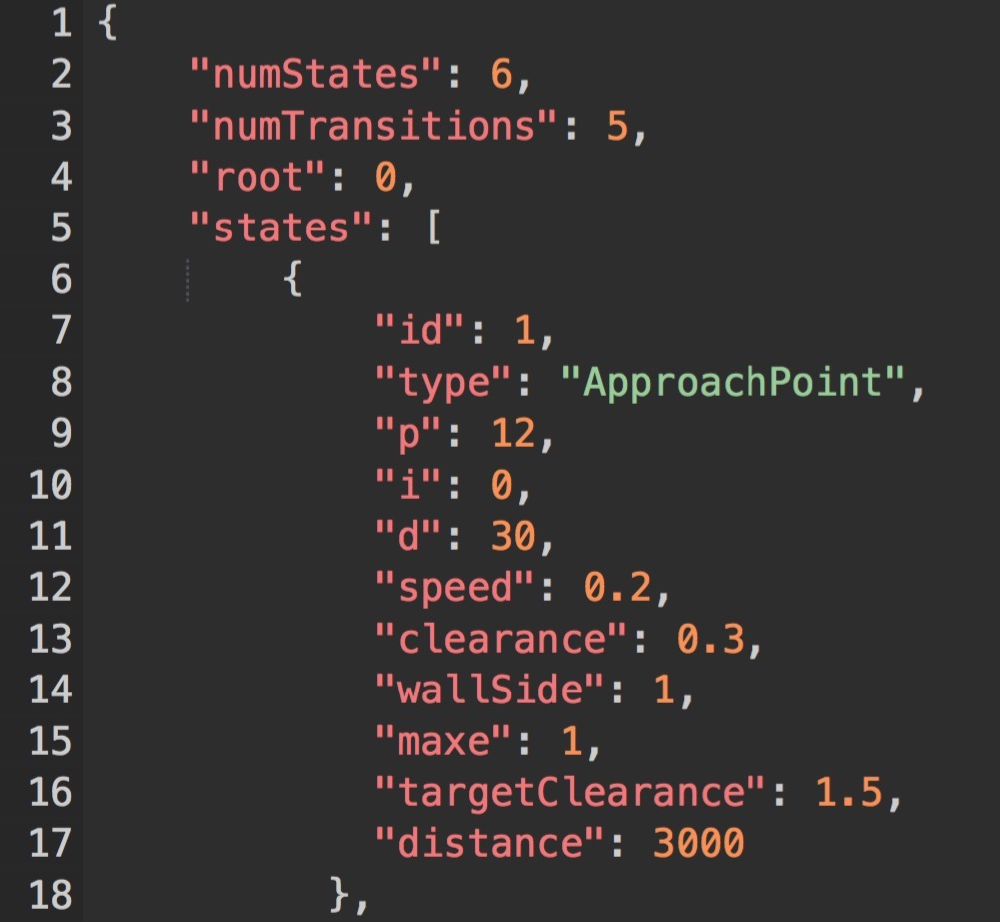 1 {
2 "numStates": 6,
3 "numTransitions": 5,
4 "root": 0,
5 "states": [
6 {
7 "id": 1,
8 "type": "ApproachPoint",
9 "p": 12,
10 "i": 0,
11 "d": 30,
12 "speed": 0.2,
13 "clearance": 0.3,
14 "wallSide": 1,
15 "maxe": 1,
16 "targetClearance": 1.5,
17 "distance": 3000
18 },